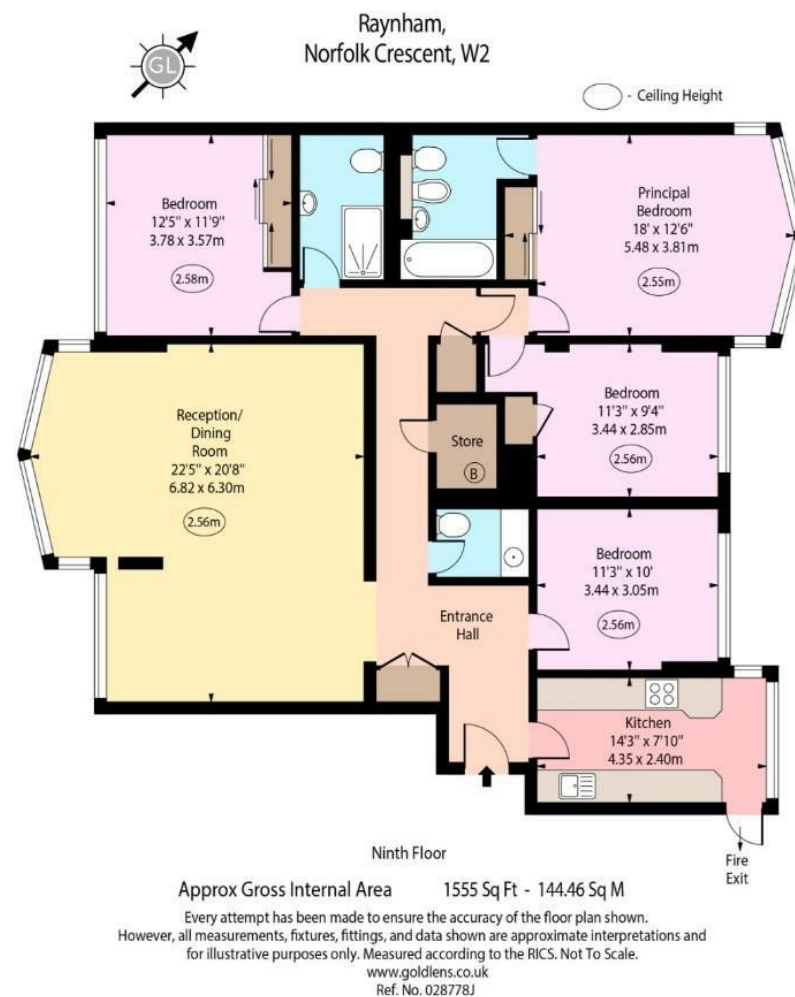 Raynham,
Norfolk Crescent, W2
GL
- Ceiling Height
Bedroom
12'5" x 11'9"
3.78 x 3.57m
2.58m
Principal
Bedroom
18' x 12'6"
5.48 x 3.81m
2.55m
Reception/
Dining
Room
22'5" x 20'8"
6.82 x 6.30m
2.56m
Bedroom
11'3" x 9'4"
3.44 x 2.85m
2.56m
Store
B
Bedroom
11'3" x 10'
3.44 x 3.05m
2.56m
Entrance
Hall
Kitchen
14'3" x 7'10"
4.35 x 2.40m
Fire
Exit
Ninth Floor
Approx Gross Internal Area 1555 Sq Ft - 144.46 Sq M
Every attempt has been made to ensure the accuracy of the floor plan shown.
However, all measurements, fixtures, fittings, and data shown are approximate interpretations and
for illustrative purposes only. Measured according to the RICS. Not To Scale.
www.goldlens.co.uk
Ref. No. 028778J